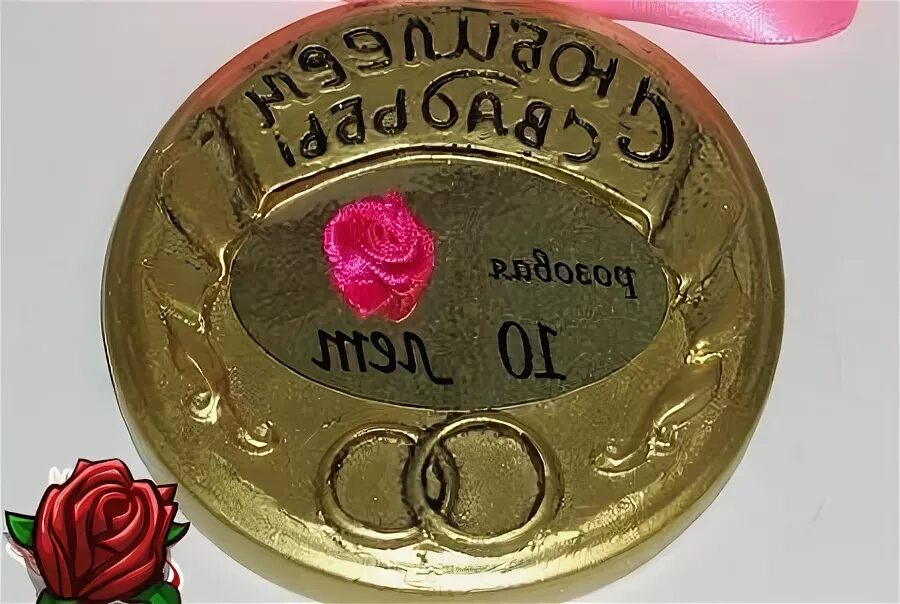 С ЮБИЛЕЕМ
СВАДЬБЫ
розовая
10 лет